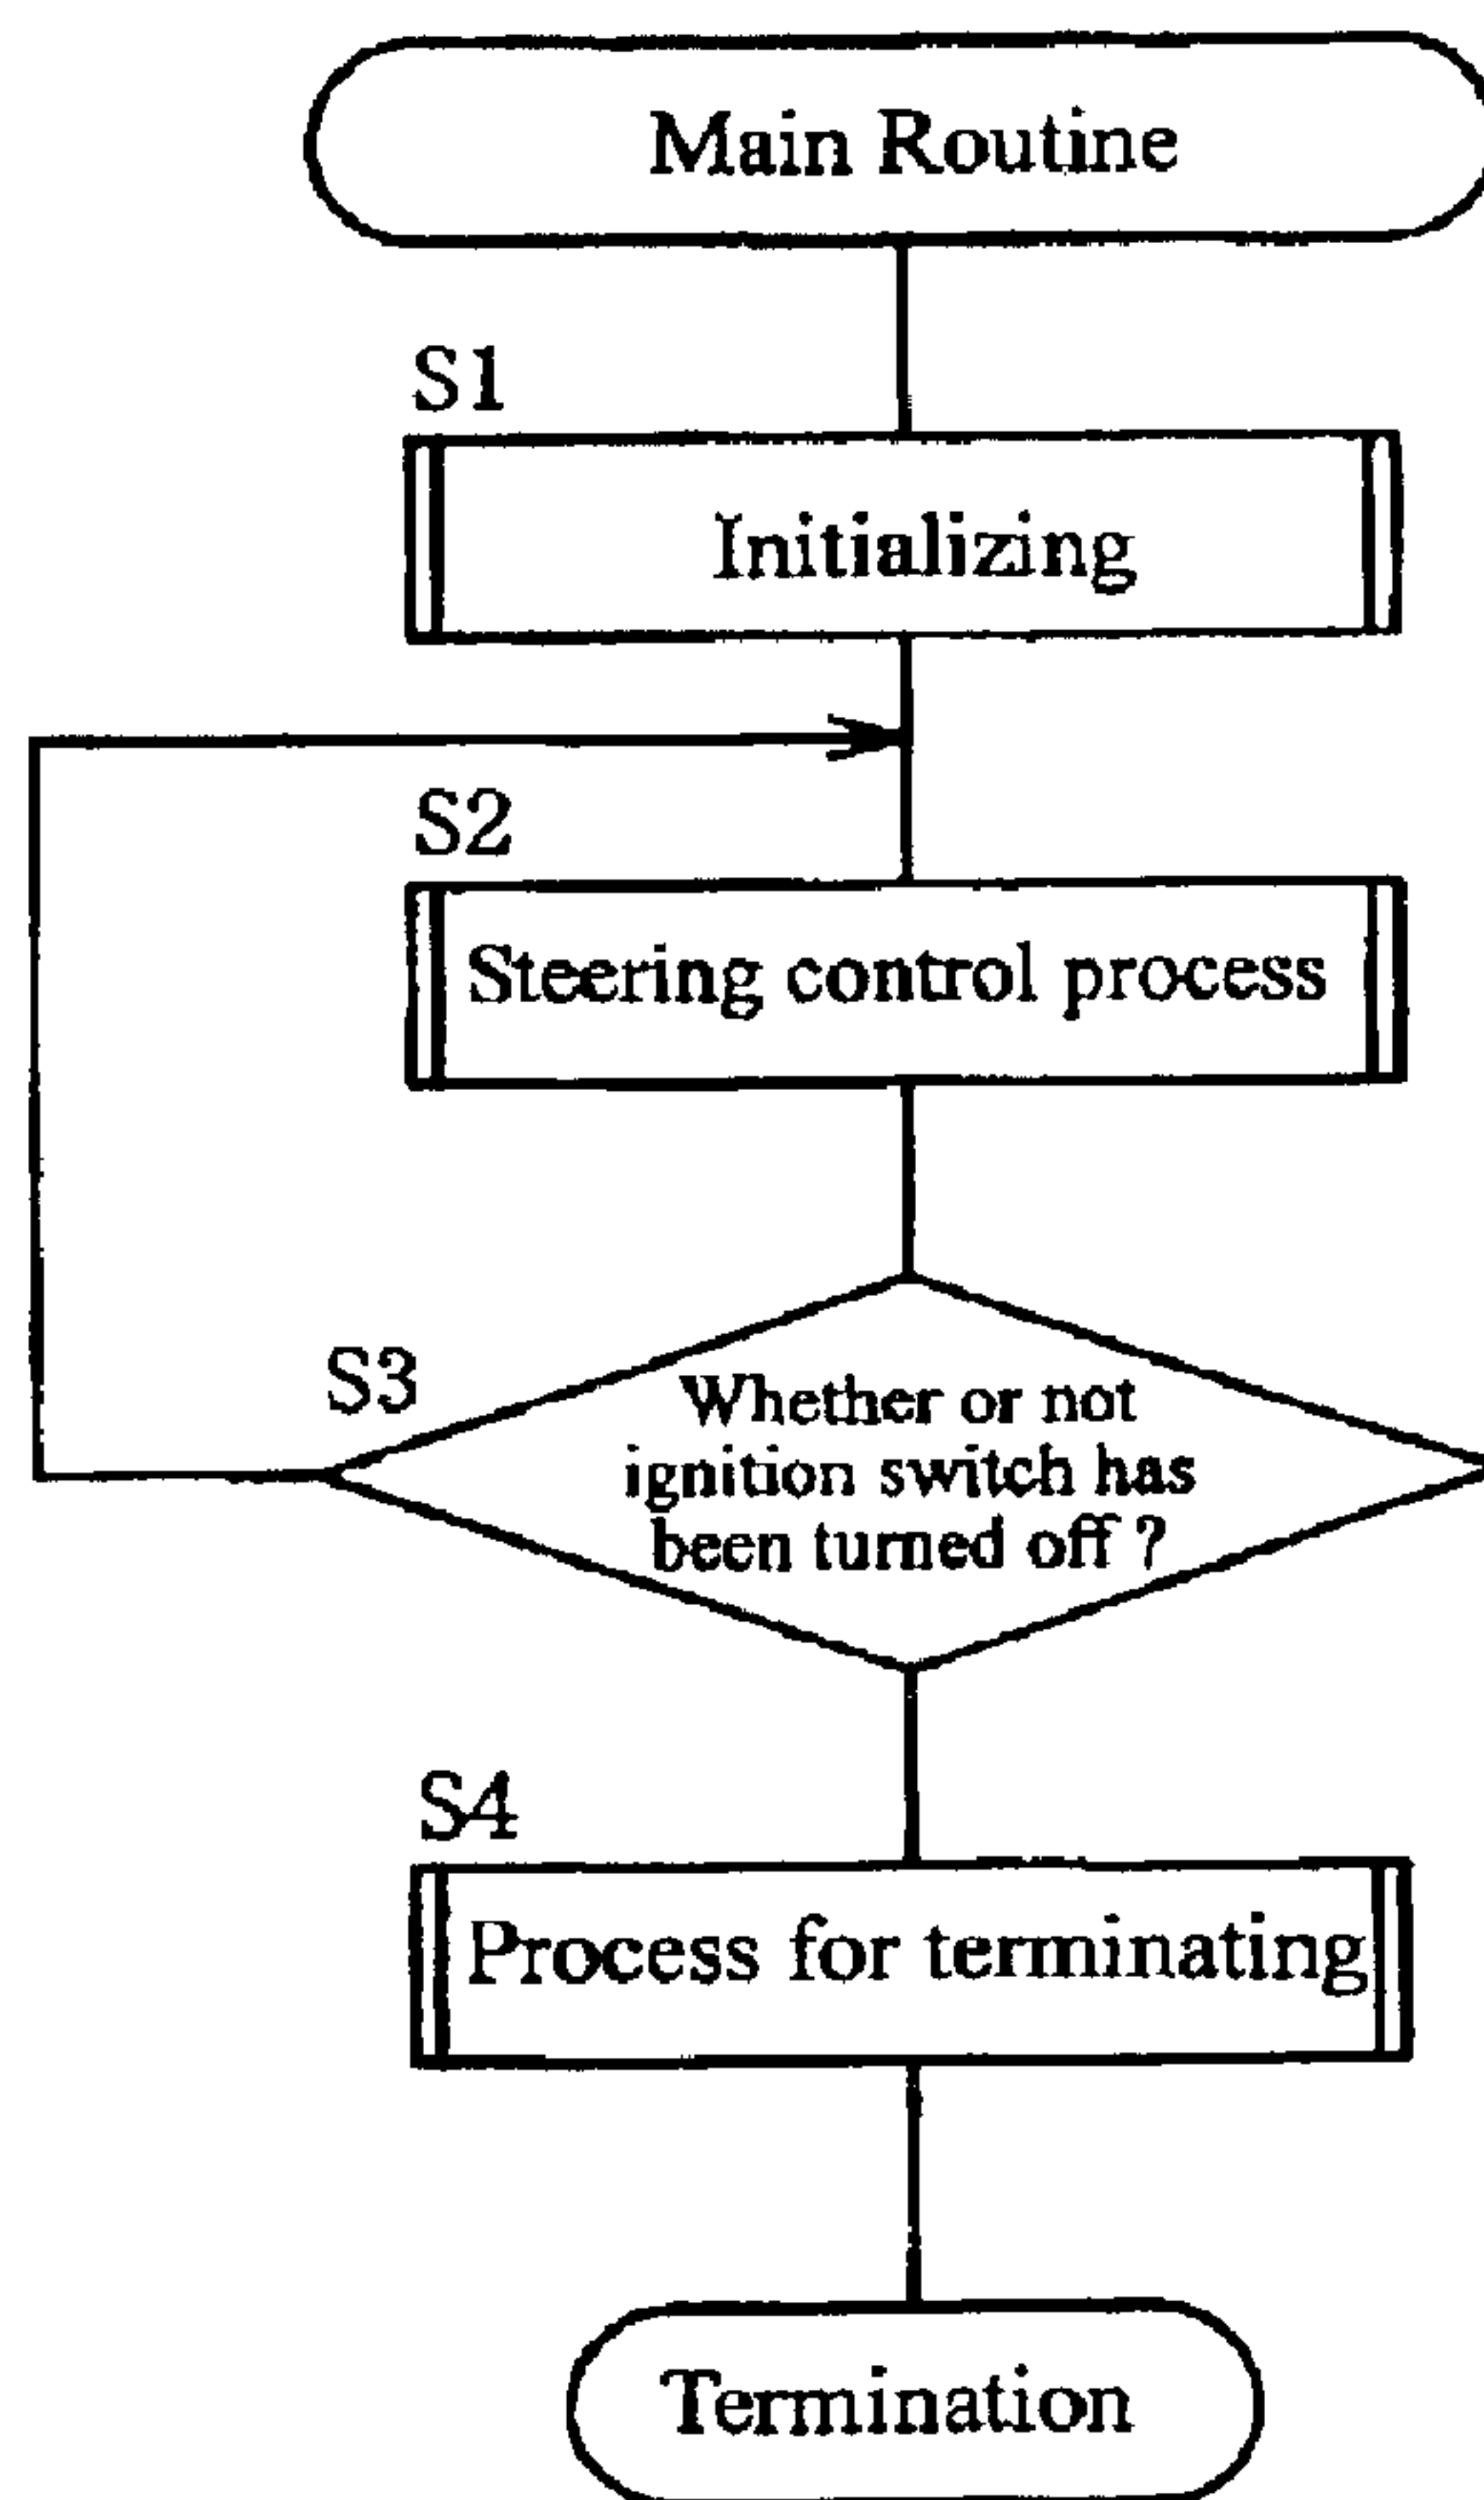 Main Routine
S1
Initializing
S2
Steering control process
S3
Whether or not
ignition switch has
been turned off ?
S4
Process for terminating
Termination